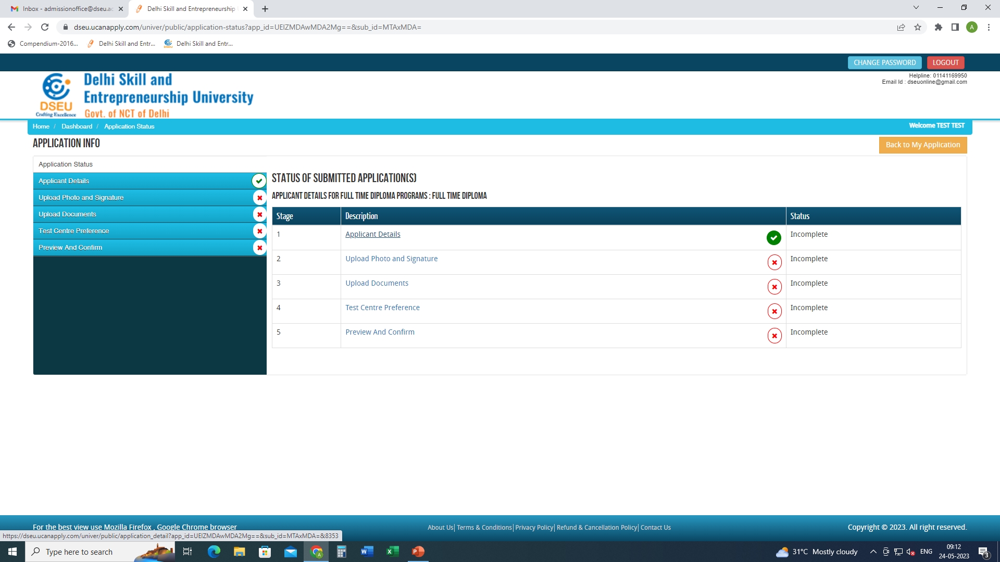 Inbox - admissionoffice@dseu.ac
Delhi Skill and Entrepreneurship
dseu.ucanapply.com/univer/public/application-status?app_id=UElZMDAwMDA2Mg==&sub_id=MTAxMDA=
A
Compendium-2016...
Delhi Skill and Entr...
Delhi Skill and Entr...
CHANGE PASSWORD
LOGOUT
Helpline: 01141169950
Email Id : dseuonline@gmail.com
DSEU
Crafting Excellence
Delhi Skill and
Entrepreneurship University
Govt. of NCT of Delhi
Home / Dashboard / Application Status
Welcome TEST TEST
APPLICATION INFO
Back to My Application
Application Status
Applicant Details
Upload Photo and Signature
Upload Documents
Test Centre Preference
Preview And Confirm
STATUS OF SUBMITTED APPLICATION(S)
APPLICANT DETAILS FOR FULL TIME DIPLOMA PROGRAMS : FULL TIME DIPLOMA
Stage Description Status
1 Applicant Details Incomplete
2 Upload Photo and Signature Incomplete
3 Upload Documents Incomplete
4 Test Centre Preference Incomplete
5 Preview And Confirm Incomplete
For the best view use Mozilla Firefox , Google Chrome browser
About Us| Terms & Conditions| Privacy Policy| Refund & Cancellation Policy| Contact Us
Copyright © 2023. All right reserved.
https://dseu.ucanapply.com/univer/public/application_detail?app_id=UElZMDAwMDA2Mg==&sub_id=MTAxMDA=&8353
Type here to search
31°C Mostly cloudy
ENG
09:12
24-05-2023
3